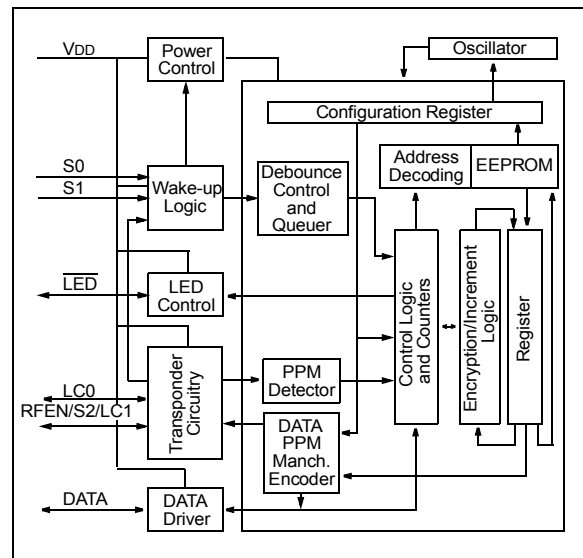 VDD
Power
Control
Oscillator
Configuration Register
S0
S1
Wake-up
Logic
Debounce
Control
and
Queuer
Address
Decoding
EEPROM
LED
LED
Control
Control Logic
and Counters
Encryption/Increment
Logic
Register
LC0
RFEN/S2/LC1
Transponder
Circuitry
PPM
Detector
DATA
PPM
Manch.
Encoder
DATA
DATA
Driver